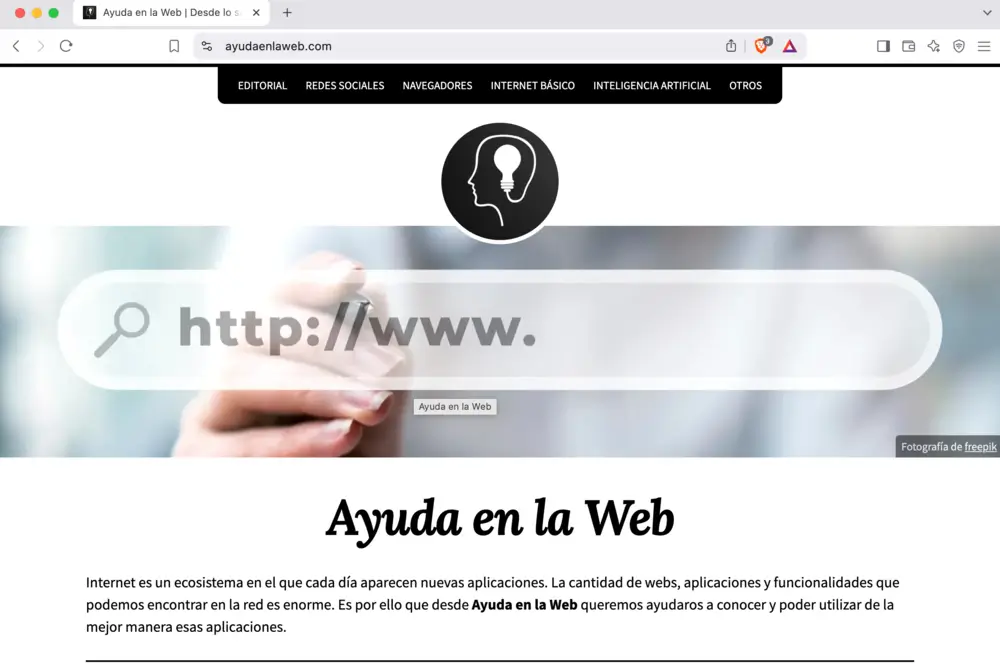 Ayuda en la Web | Desde lo s
ayudaenlaweb.com
3
EDITORIAL REDES SOCIALES NAVEGADORES INTERNET BÁSICO INTELIGENCIA ARTIFICIAL OTROS
http://www.
Ayuda en la Web
Fotografía de freepik
Ayuda en la Web
Internet es un ecosistema en el que cada día aparecen nuevas aplicaciones. La cantidad de webs, aplicaciones y funcionalidades que
podemos encontrar en la red es enorme. Es por ello que desde Ayuda en la Web queremos ayudaros a conocer y poder utilizar de la
mejor manera esas aplicaciones.